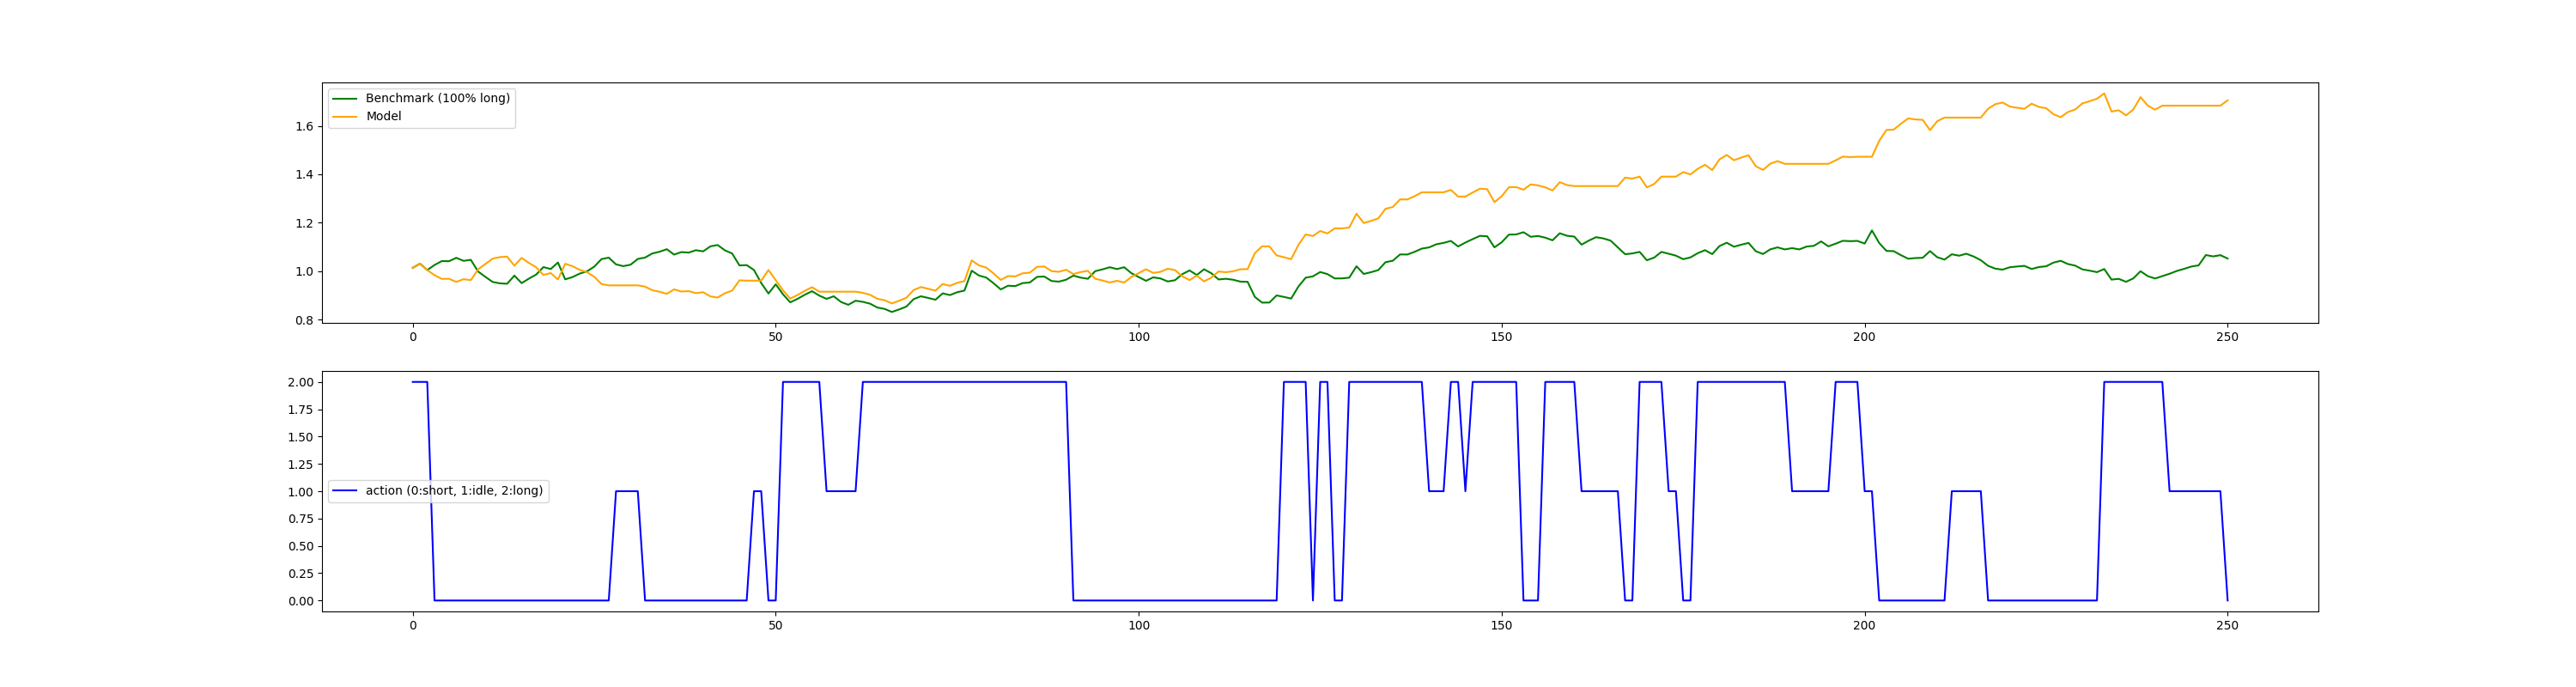 Benchmark (100% long)
Model
1.6
1.4
1.2
1.0
0.8
0 50 100 150 200 250
2.00
1.75
1.50
1.25
1.00
action (0:short, 1:idle, 2:long)
0.75
0.50
0.25
0.00
0 50 100 150 200 250